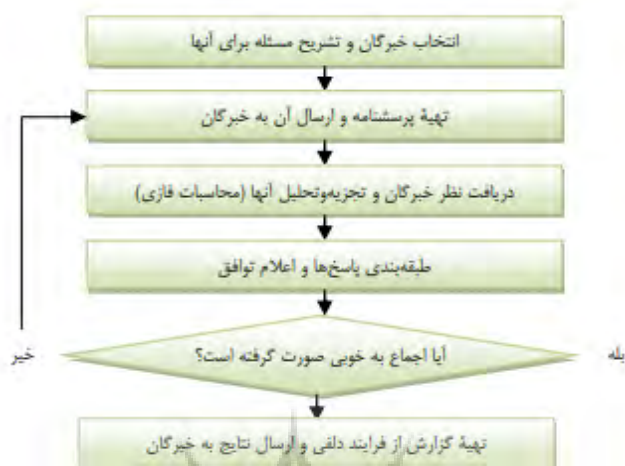 انتخاب خبرگان و تشریح مسئله برای آنها
تهیۀ پرسشنامه و ارسال آن به خبرگان
دریافت نظر خبرگان و تجزیه‌وتحلیل آنها (محاسبات فازی)
طبقه‌بندی پاسخ‌ها و اعلام توافق
آیا اجماع به خوبی صورت گرفته است؟
بله
خیر
تهیۀ گزارش از فرایند دلفی و ارسال نتایج به خبرگان